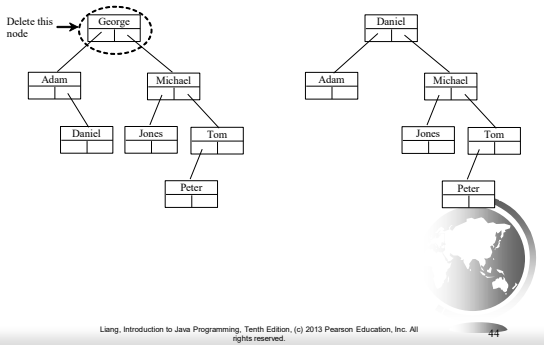 Delete this
node
George
Daniel
Adam
Michael
Adam
Michael
Daniel
Jones
Tom
Jones
Tom
Peter
Peter
Liang, Introduction to Java Programming, Tenth Edition, (c) 2013 Pearson Education, Inc. All
rights reserved.
44